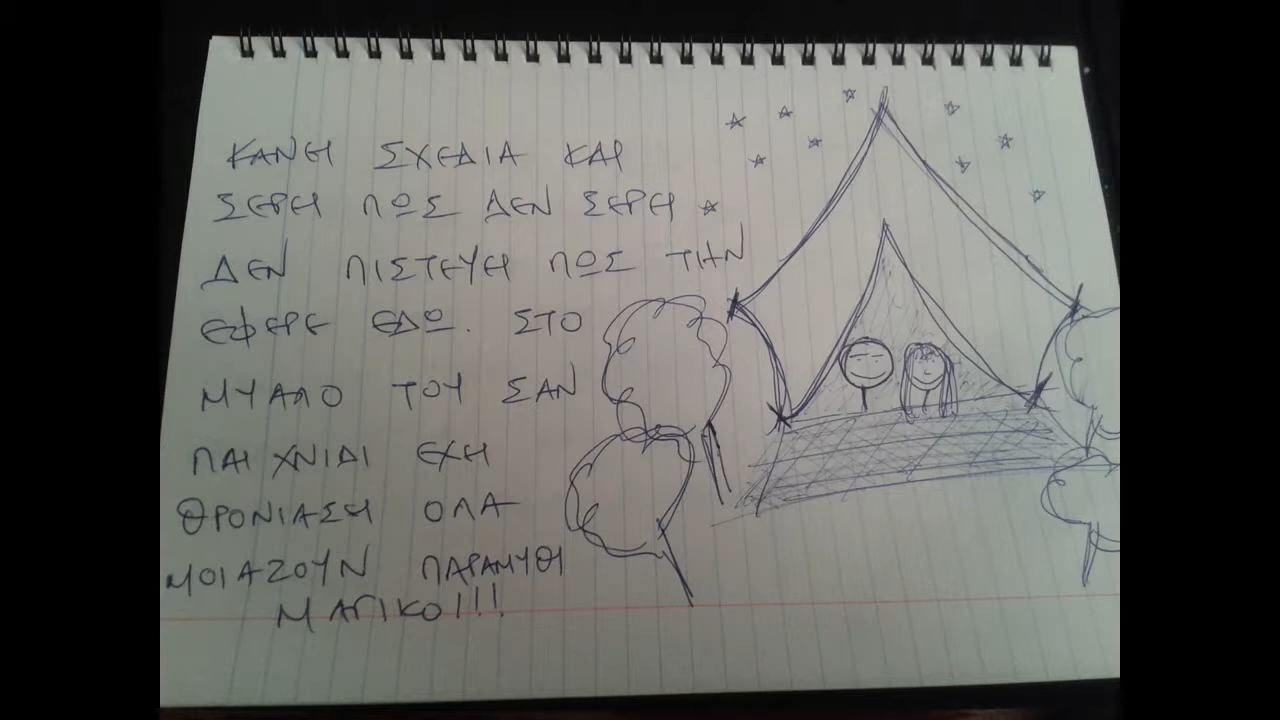 ΚΑΝΗ ΣΧΕΔΙΑ ΚΑΙ
ΞΕΡΗ ΠΩΣ ΔΕΝ ΞΕΡΗ
ΔΕΝ ΠΙΣΤΕΥΗ ΠΩΣ ΤΗΝ
ΕΦΕΡΕ ΕΔΩ. ΣΤΟ
ΜΥΑΛΟ ΤΟΥ ΣΑΝ
ΠΑΙΧΝΙΔΙ ΕΧΗ
ΘΡΟΝΙΑΣΗ ΟΛΑ
ΜΟΙΑΖΟΥΝ ΠΑΡΑΜΥΘΙ
ΜΑΓΙΚΟ!!!